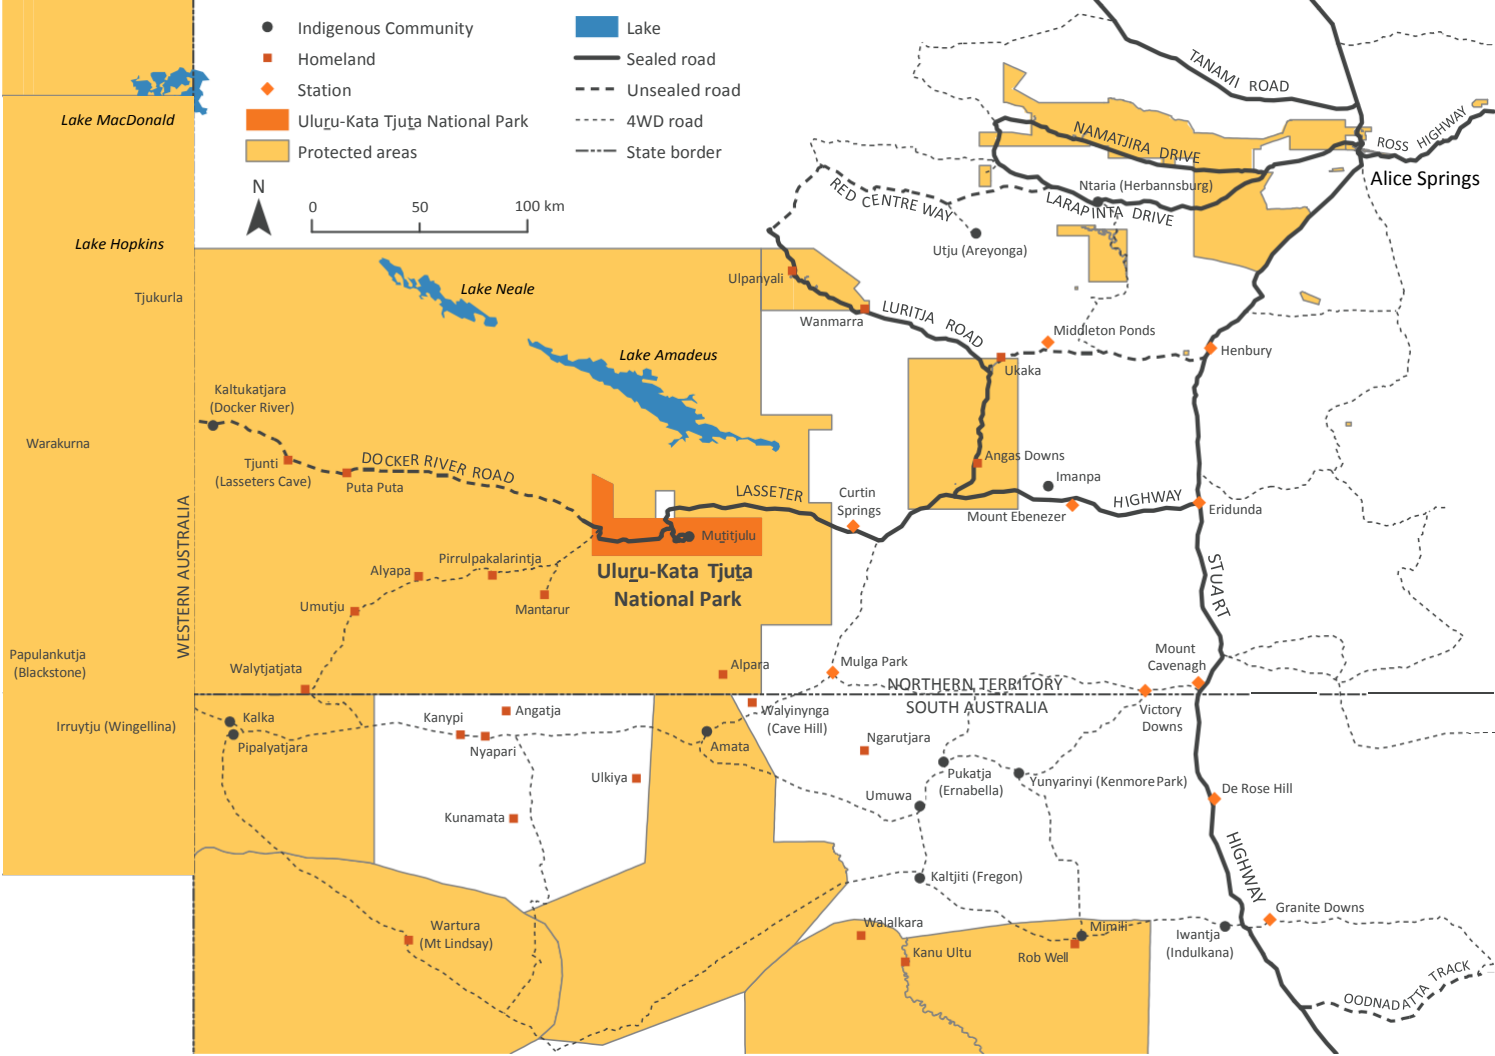 Indigenous Community
Homeland
Station
Uluṟu-Kata Tjuṯa National Park
Protected areas
Lake
Sealed road
Unsealed road
4WD road
State border
N
0
50
100 km
TANAMI ROAD
NAMATJIRA DRIVE
ROSS HIGHWAY
Alice Springs
Lake MacDonald
RED CENTRE WAY
Ntaria (Herbannsburg)
LARAPINTA DRIVE
Utju (Areyonga)
Lake Hopkins
Tjukurla
Lake Neale
Ulpanyali
Wanmarra
LURITJA ROAD
Lake Amadeus
Middleton Ponds
Henbury
Ukaka
Kaltukatjara
(Docker River)
Warakurna
Tjunti
(Lasseters Cave)
Puta Puta
DOCKER RIVER ROAD
Angas Downs
Imanpa
LASSETER
HIGHWAY
Curtin
Springs
Mount Ebenezer
Eridunda
Muṯitjulu
Uluṟu-Kata Tjuṯa
National Park
WESTERN AUSTRALIA
Pirrulpakalarintja
Alyapa
Mantarur
Umutju
STUART
Papulankutja
(Blackstone)
Walytjatjata
Alpara
Mulga Park
Mount
Cavenagh
NORTHERN TERRITORY
SOUTH AUSTRALIA
Victory
Downs
Irruytju (Wingellina)
Kalka
Pipalyatjara
Kanypi
Angatja
Nyapari
Walyinynga
(Cave Hill)
Amata
Ngarutjara
Ulkiya
Pukatja
(Ernabella)
Yunyarinyi (Kenmore Park)
Umuwa
De Rose Hill
Kunamata
HIGHWAY
Kaltjiti (Fregon)
Granite Downs
Wartura
(Mt Lindsay)
Walalkara
Kanu Ultu
Mimili
Rob Well
Iwantja
(Indulkana)
OODNADATTA TRACK